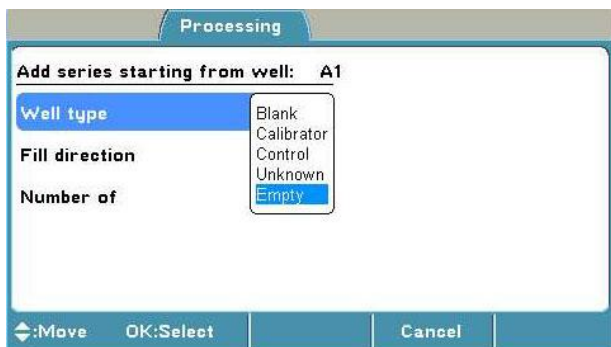 Processing
Add series starting from well: A1
Well type
Blank
Calibrator
Control
Unknown
Empty
Fill direction
Number of
:Move OK:Select Cancel